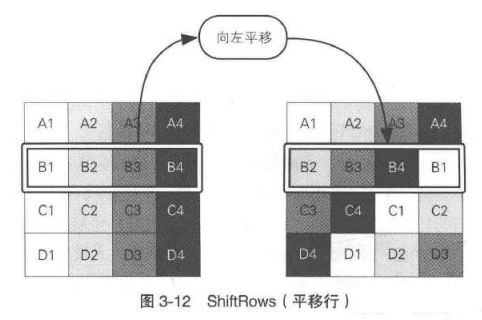 向左平移
A1 A2 A3 A4 A1 A2 A3 A4
B1 B2 B3 B4 B2 B3 B4 B1
C1 C2 C3 C4 C3 C4 C1 C2
D1 D2 D3 D4 D4 D1 D2 D3
图 3-12 ShiftRows（平移行）